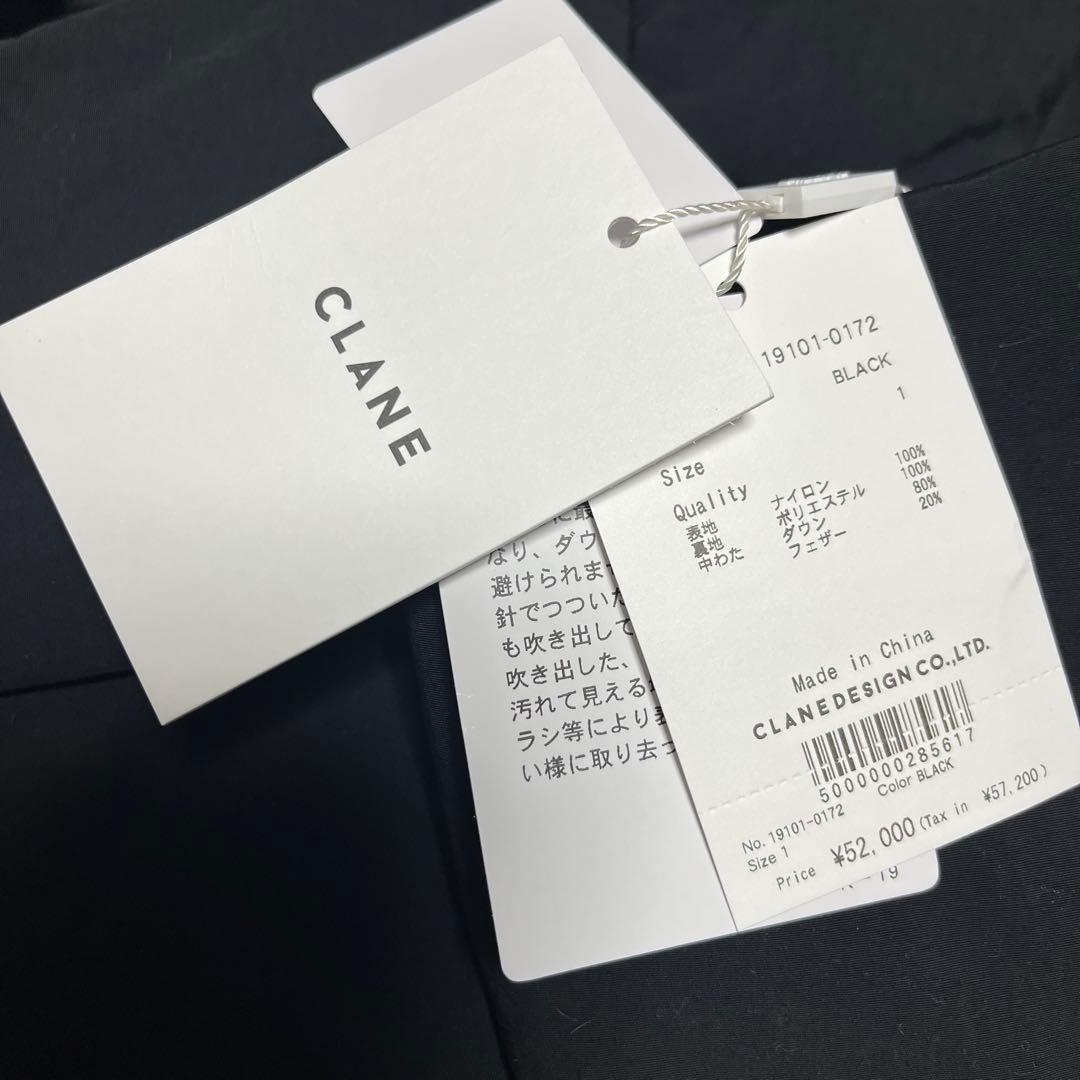 CLANE
19101-0172
BLACK
1
Size
Quality
表地 ナイロン 100%
裏地 ポリエステル 100%
中わた ダウン 80%
フェザー 20%
Made in China
CLANE DESIGN CO.,LTD.
5000000285617
No. 19101-0172 Color BLACK
Size 1
Price ¥52,000 (Tax in ¥57,200)
なり、ダウ
避けられま
針でつついた
も吹き出して
吹き出した、
汚れて見える
ラシ等により
い様に取り去
19